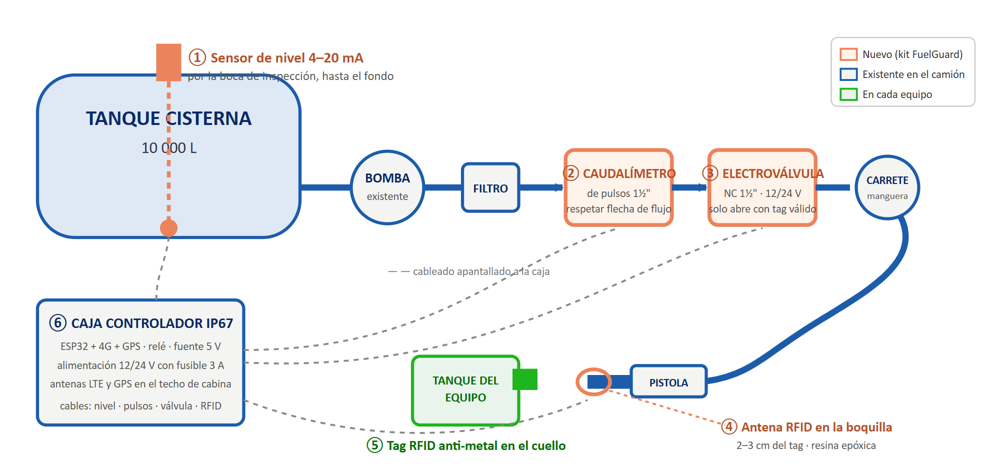 ① Sensor de nivel 4–20 mA
por la boca de inspección, hasta el fondo
Nuevo (kit FuelGuard)
Existente en el camión
En cada equipo
TANQUE CISTERNA
10 000 L
BOMBA
existente
FILTRO
② CAUDALÍMETRO
de pulsos 1½"
respetar flecha de flujo
③ ELECTROVÁLVULA
NC 1½" · 12/24 V
solo abre con tag válido
CARRETE
manguera
— — cableado apantallado a la caja
⑥ CAJA CONTROLADOR IP67
ESP32 + 4G + GPS · relé · fuente 5 V
alimentación 12/24 V con fusible 3 A
antenas LTE y GPS en el techo de cabina
cables: nivel · pulsos · válvula · RFID
TANQUE DEL
EQUIPO
PISTOLA
④ Antena RFID en la boquilla
2–3 cm del tag · resina epóxica
⑤ Tag RFID anti-metal en el cuello